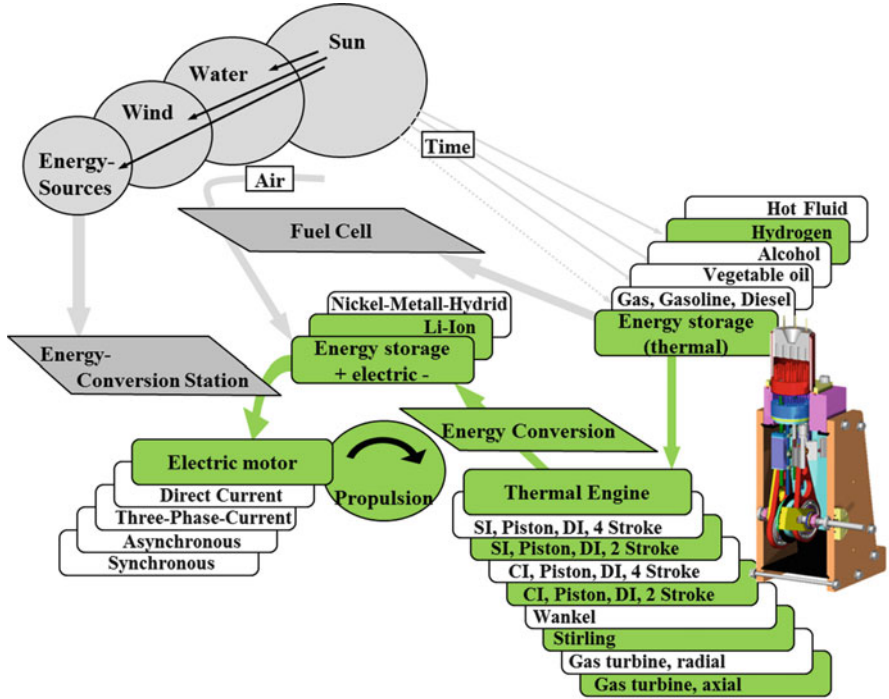 Sun
Water
Wind
Energy-
Sources
Time
Air
Fuel Cell
Hot Fluid
Hydrogen
Alcohol
Vegetable oil
Gas, Gasoline, Diesel
Energy storage
(thermal)
Nickel-Metall-Hydrid
Li-Ion
Energy storage
+ electric -
Energy-
Conversion Station
Energy Conversion
Electric motor
Direct Current
Three-Phase-Current
Asynchronous
Synchronous
Propulsion
Thermal Engine
SI, Piston, DI, 4 Stroke
SI, Piston, DI, 2 Stroke
CI, Piston, DI, 4 Stroke
CI, Piston, DI, 2 Stroke
Wankel
Stirling
Gas turbine, radial
Gas turbine, axial